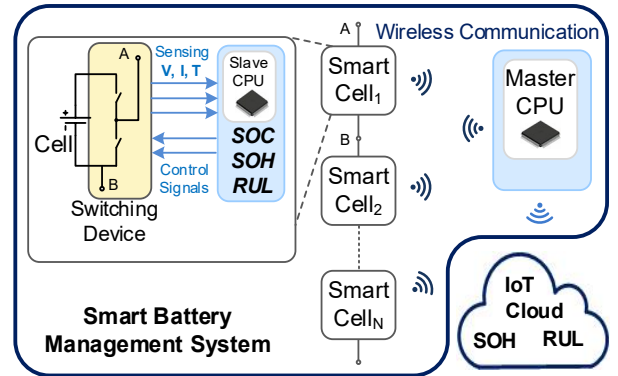 A
Wireless Communication
A
Sensing
V, I, T
Slave
CPU
Smart
Cell1
Master
CPU
+
-
Cell
SOC
SOH
RUL
Control
Signals
B
B
Switching
Device
Smart
Cell2
Smart
CellN
Smart Battery
Management System
IoT
Cloud
SOH RUL